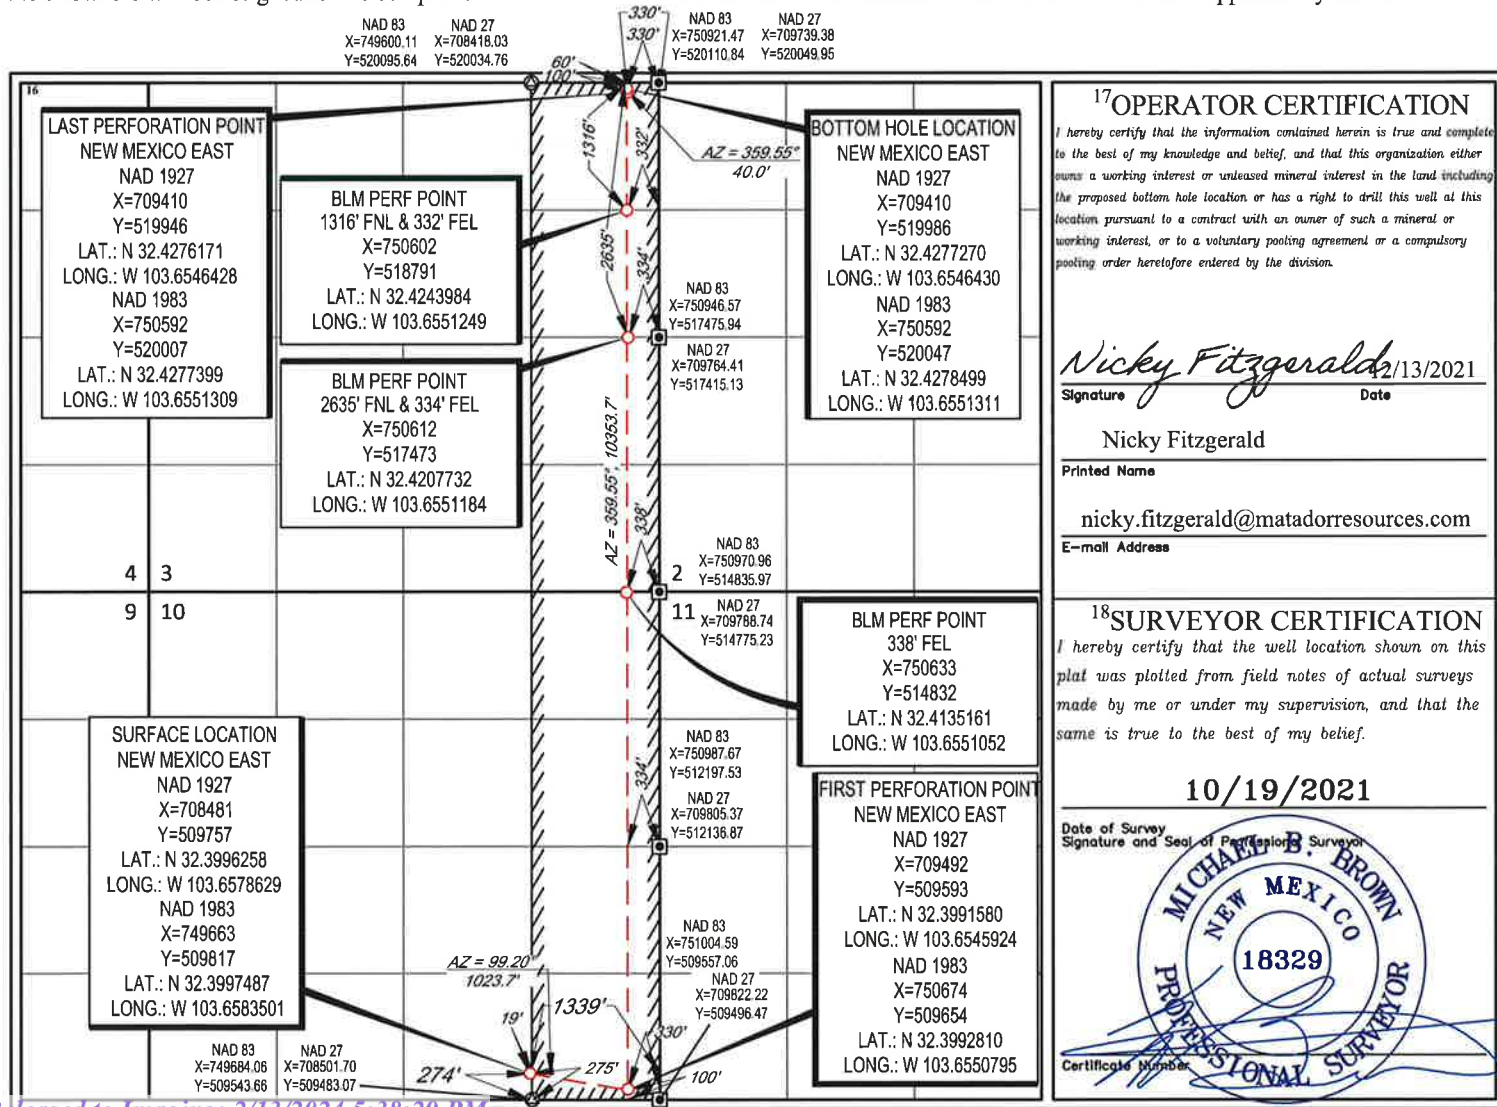 NAD 83
X=749600.11
Y=520095.64
NAD 27
X=708418.03
Y=520034.76
330'
330'
NAD 83
X=750921.47
Y=520110.84
NAD 27
X=709739.38
Y=520049.95
60'
100'
16
LAST PERFORATION POINT
NEW MEXICO EAST
NAD 1927
X=709410
Y=519946
LAT.: N 32.4276171
LONG.: W 103.6546428
NAD 1983
X=750592
Y=520007
LAT.: N 32.4277399
LONG.: W 103.6551309
BLM PERF POINT
1316' FNL & 332' FEL
X=750602
Y=518791
LAT.: N 32.4243984
LONG.: W 103.6551249
BLM PERF POINT
2635' FNL & 334' FEL
X=750612
Y=517473
LAT.: N 32.4207732
LONG.: W 103.6551184
1316'
332'
2635'
334'
AZ = 359.55°
40.0'
BOTTOM HOLE LOCATION
NEW MEXICO EAST
NAD 1927
X=709410
Y=519986
LAT.: N 32.4277270
LONG.: W 103.6546430
NAD 1983
X=750592
Y=520047
LAT.: N 32.4278499
LONG.: W 103.6551311
NAD 83
X=750946.57
Y=517475.94
NAD 27
X=709764.41
Y=517415.13
AZ = 359.55°, 10353.7'
338'
NAD 83
X=750970.96
Y=514835.97
4 3
2
9 10
11
NAD 27
X=709788.74
Y=514775.23
BLM PERF POINT
338' FEL
X=750633
Y=514832
LAT.: N 32.4135161
LONG.: W 103.6551052
SURFACE LOCATION
NEW MEXICO EAST
NAD 1927
X=708481
Y=509757
LAT.: N 32.3996258
LONG.: W 103.6578629
NAD 1983
X=749663
Y=509817
LAT.: N 32.3997487
LONG.: W 103.6583501
334'
NAD 83
X=750987.67
Y=512197.53
NAD 27
X=709805.37
Y=512136.87
FIRST PERFORATION POINT
NEW MEXICO EAST
NAD 1927
X=709492
Y=509593
LAT.: N 32.3991580
LONG.: W 103.6545924
NAD 1983
X=750674
Y=509654
LAT.: N 32.3992810
LONG.: W 103.6550795
NAD 83
X=751004.59
Y=509557.06
NAD 27
X=709822.22
Y=509496.47
AZ = 99.20°
1023.7'
19'
1339'
330'
274'
275'
100'
NAD 83
X=749684.06
Y=509543.66
NAD 27
X=708501.70
Y=509483.07
17 OPERATOR CERTIFICATION
I hereby certify that the information contained herein is true and complete
to the best of my knowledge and belief, and that this organization either
owns a working interest or unleased mineral interest in the land including
the proposed bottom hole location or has a right to drill this well at this
location pursuant to a contract with an owner of such a mineral or
working interest, or to a voluntary pooling agreement or a compulsory
pooling order heretofore entered by the division.
Nicky Fitzgerald 12/13/2021
Signature Date
Nicky Fitzgerald
Printed Name
nicky.fitzgerald@matadorresources.com
E-mail Address
18 SURVEYOR CERTIFICATION
I hereby certify that the well location shown on this
plat was plotted from field notes of actual surveys
made by me or under my supervision, and that the
same is true to the best of my belief.
10/19/2021
Date of Survey
Signature and Seal of Professional Surveyor
MICHAEL B. BROWN
NEW MEXICO
18329
PROFESSIONAL SURVEYOR
Certificate Number